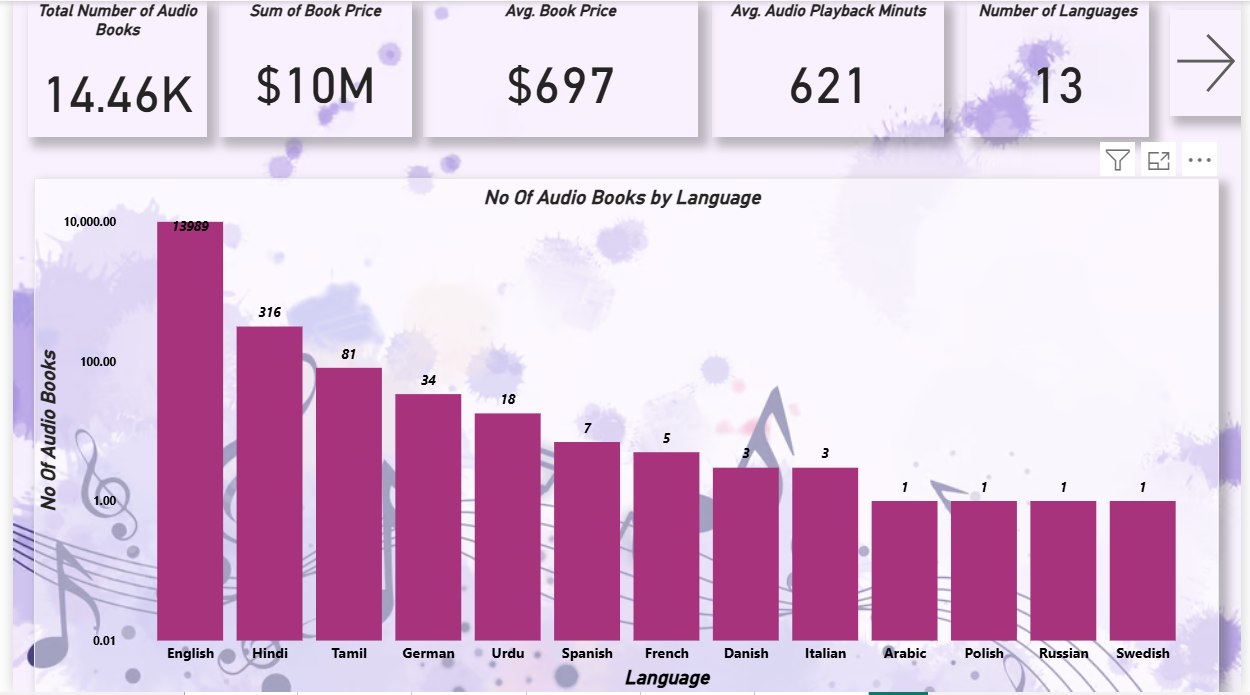 Total Number of Audio
Books
14.46K
Sum of Book Price
$10M
Avg. Book Price
$697
Avg. Audio Playback Minuts
621
Number of Languages
13
No Of Audio Books by Language
No Of Audio Books
10,000.00
100.00
1.00
0.01
13989
316
81
34
18
7
5
3
3
1
1
1
1
English
Hindi
Tamil
German
Urdu
Spanish
French
Danish
Italian
Arabic
Polish
Russian
Swedish
Language